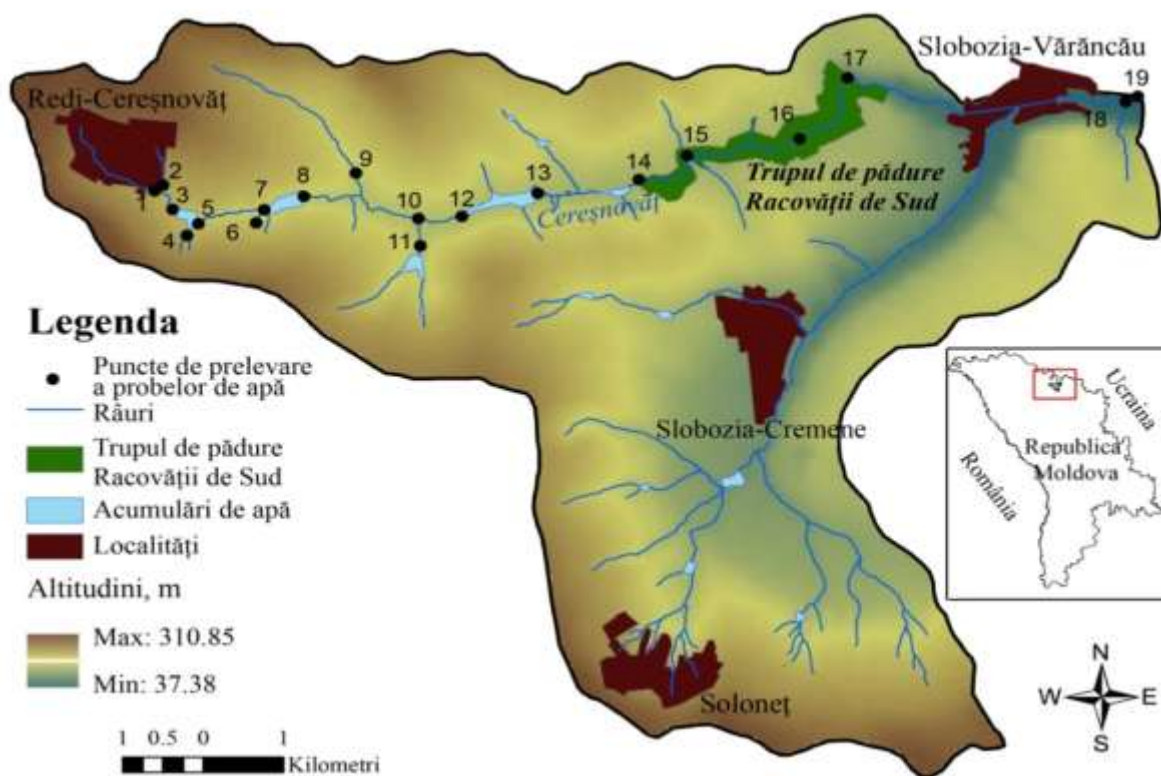 Slobozia-Vărăncău
Redi-Cereșnovăț
17
19
18
16
15
14
13
12
10
11
9
8
7
6
5
4
3
2
1
Trupul de pădure
Racovății de Sud
Cereșnovăț
Slobozia-Cremene
Soloneț
Legenda
Puncte de prelevare
a probelor de apă
Râuri
Trupul de pădure
Racovății de Sud
Acumulări de apă
Localități
Altitudini, m
Max: 310.85
Min: 37.38
1 0.5 0 1
Kilometri
Ucraina
Republica
Moldova
România
N
W E
S